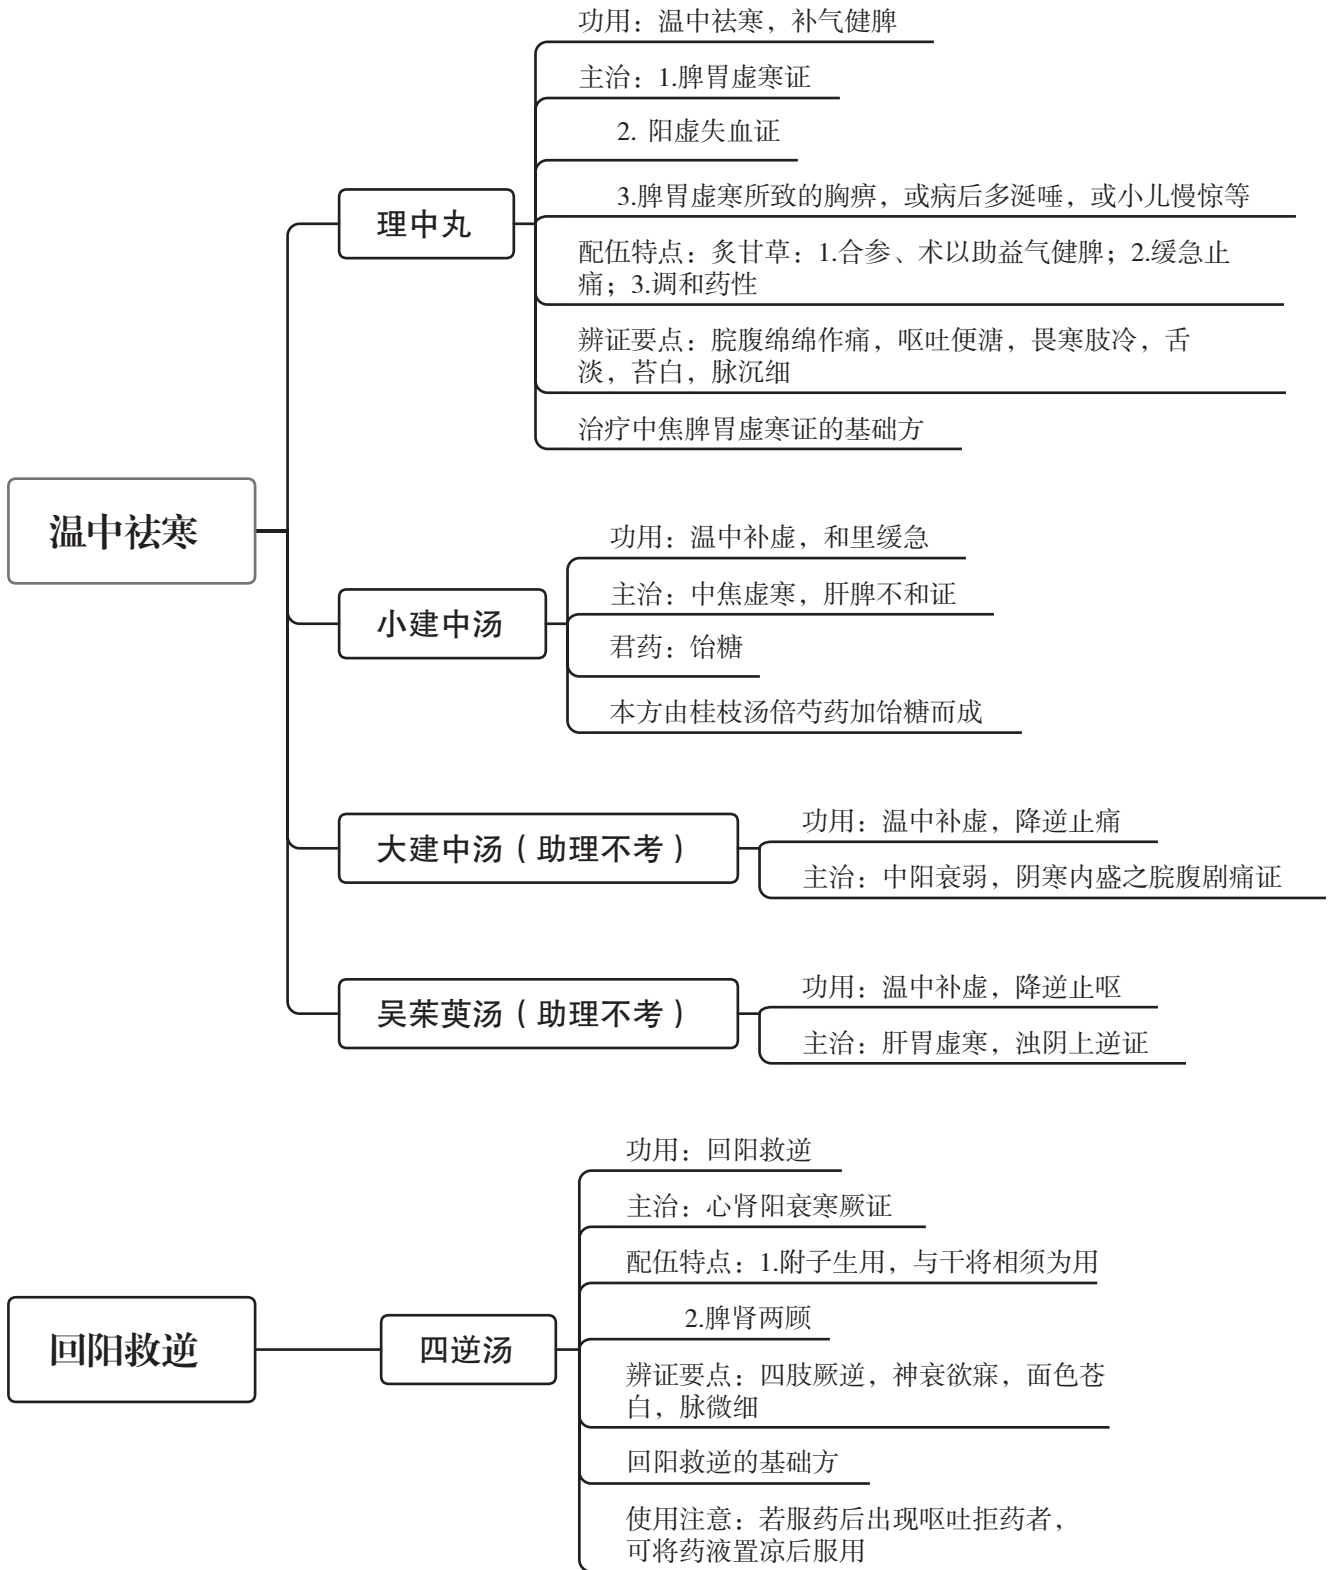 温中祛寒
理中丸
功用：温中祛寒，补气健脾
主治：1.脾胃虚寒证
2. 阳虚失血证
3.脾胃虚寒所致的胸痹，或病后多涎唾，或小儿慢惊等
配伍特点：炙甘草：1.合参、术以助益气健脾；2.缓急止
痛；3.调和药性
辨证要点：脘腹绵绵作痛，呕吐便溏，畏寒肢冷，舌
淡，苔白，脉沉细
治疗中焦脾胃虚寒证的基础方
小建中汤
功用：温中补虚，和里缓急
主治：中焦虚寒，肝脾不和证
君药：饴糖
本方由桂枝汤倍芍药加饴糖而成
大建中汤（助理不考）
功用：温中补虚，降逆止痛
主治：中阳衰弱，阴寒内盛之脘腹剧痛证
吴茱萸汤（助理不考）
功用：温中补虚，降逆止呕
主治：肝胃虚寒，浊阴上逆证
回阳救逆
四逆汤
功用：回阳救逆
主治：心肾阳衰寒厥证
配伍特点：1.附子生用，与干将相须为用
2.脾肾两顾
辨证要点：四肢厥逆，神衰欲寐，面色苍
白，脉微细
回阳救逆的基础方
使用注意：若服药后出现呕吐拒药者，
可将药液置凉后服用